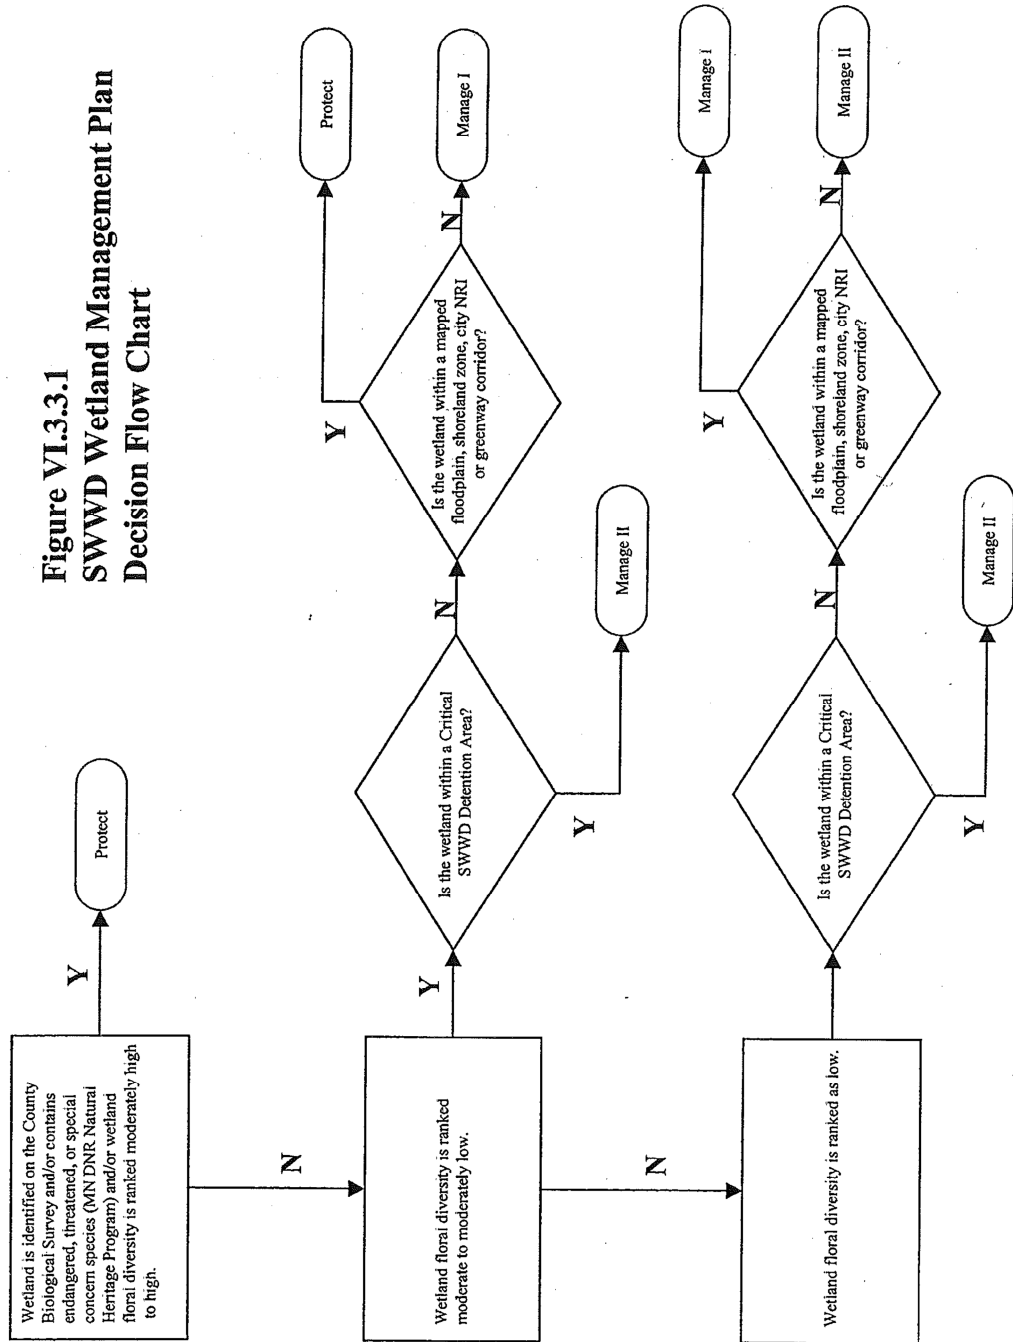 Figure VI.3.3.1
SWWD Wetland Management Plan
Decision Flow Chart
Wetland is identified on the County
Biological Survey and/or contains
endangered, threatened, or special
concern species (MN DNR Natural
Heritage Program) and/or wetland
floral diversity is ranked moderately high
to high.
Y
Protect
N
Wetland floral diversity is ranked
moderate to moderately low.
Y
Is the wetland within a Critical
SWWD Detention Area?
Y
Manage II
N
Is the wetland within a mapped
floodplain, shoreland zone, city NRI
or greenway corridor?
Y
Protect
N
Manage I
N
Wetland floral diversity is ranked as low.
Is the wetland within a Critical
SWWD Detention Area?
Y
Manage II
N
Is the wetland within a mapped
floodplain, shoreland zone, city NRI
or greenway corridor?
Y
Manage I
N
Manage II